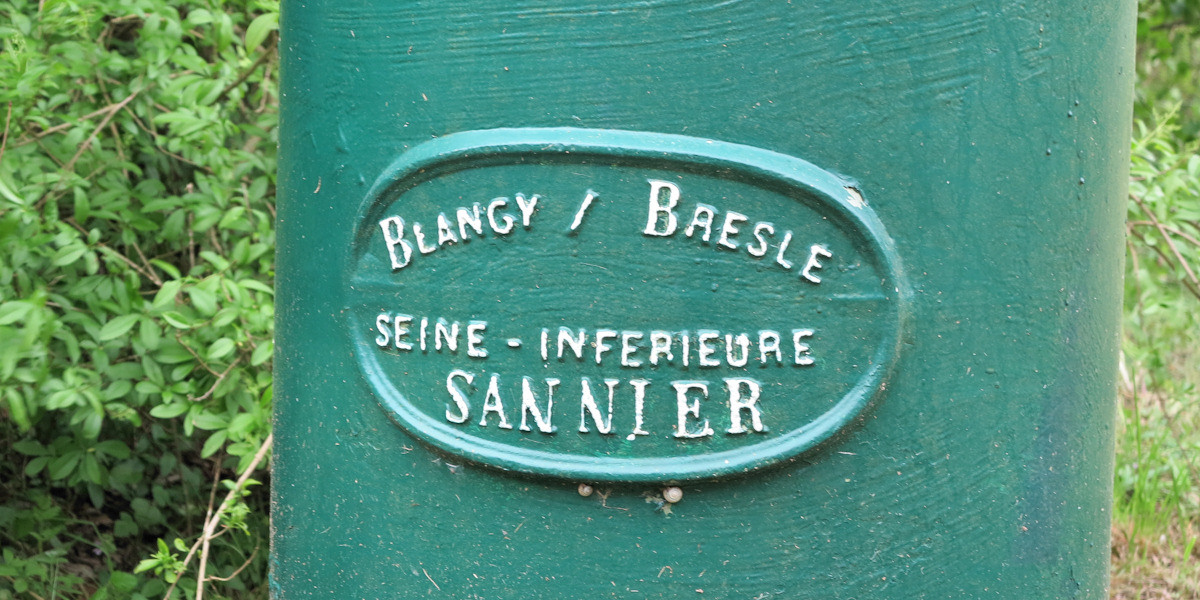 BLANGY / BRESLE
SEINE - INFERIEURE
SANNIER